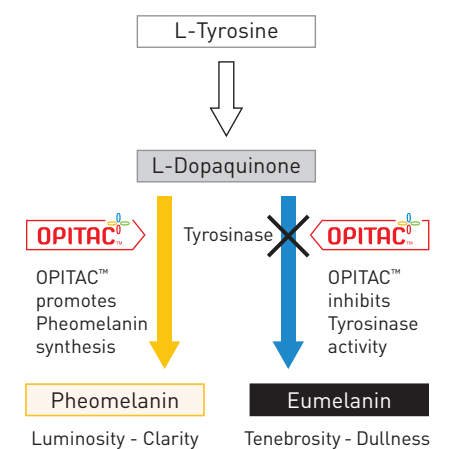 L-Tyrosine
L-Dopaquinone
OPITAC™
Tyrosinase
OPITAC™
OPITAC™
promotes
Pheomelanin
synthesis
OPITAC™
inhibits
Tyrosinase
activity
Pheomelanin
Eumelanin
Luminosity - Clarity
Tenebrosity - Dullness